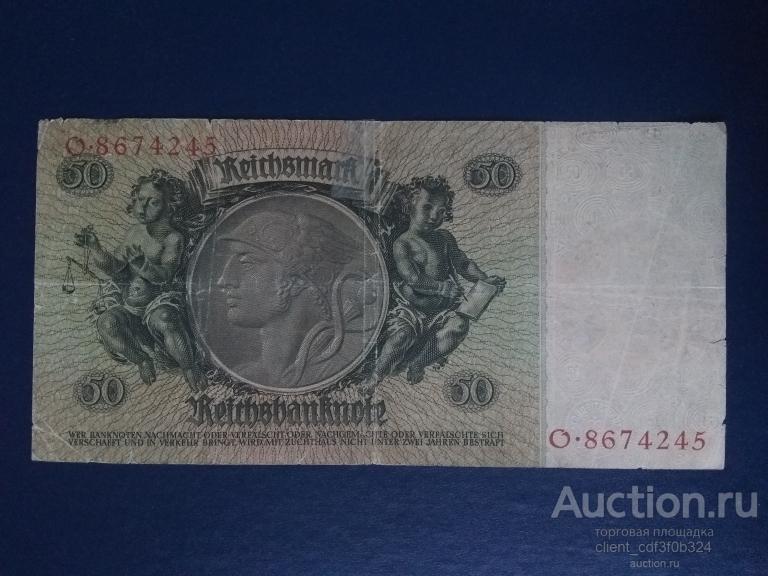 O·8674245
Reichsmark
50
50
50
50
Reichsbanknote
WER BANKNOTEN NACHMACHT ODER VERFÄLSCHT ODER NACHGEMACHTE ODER VERFÄLSCHTE SICH
VERSCHAFFT UND IN VERKEHR BRINGT, WIRD MIT ZUCHTHAUS NICHT UNTER ZWEI JAHREN BESTRAFT
O·8674245
Auction.ru
торговая площадка
client_cdf3f0b324
auction.ru